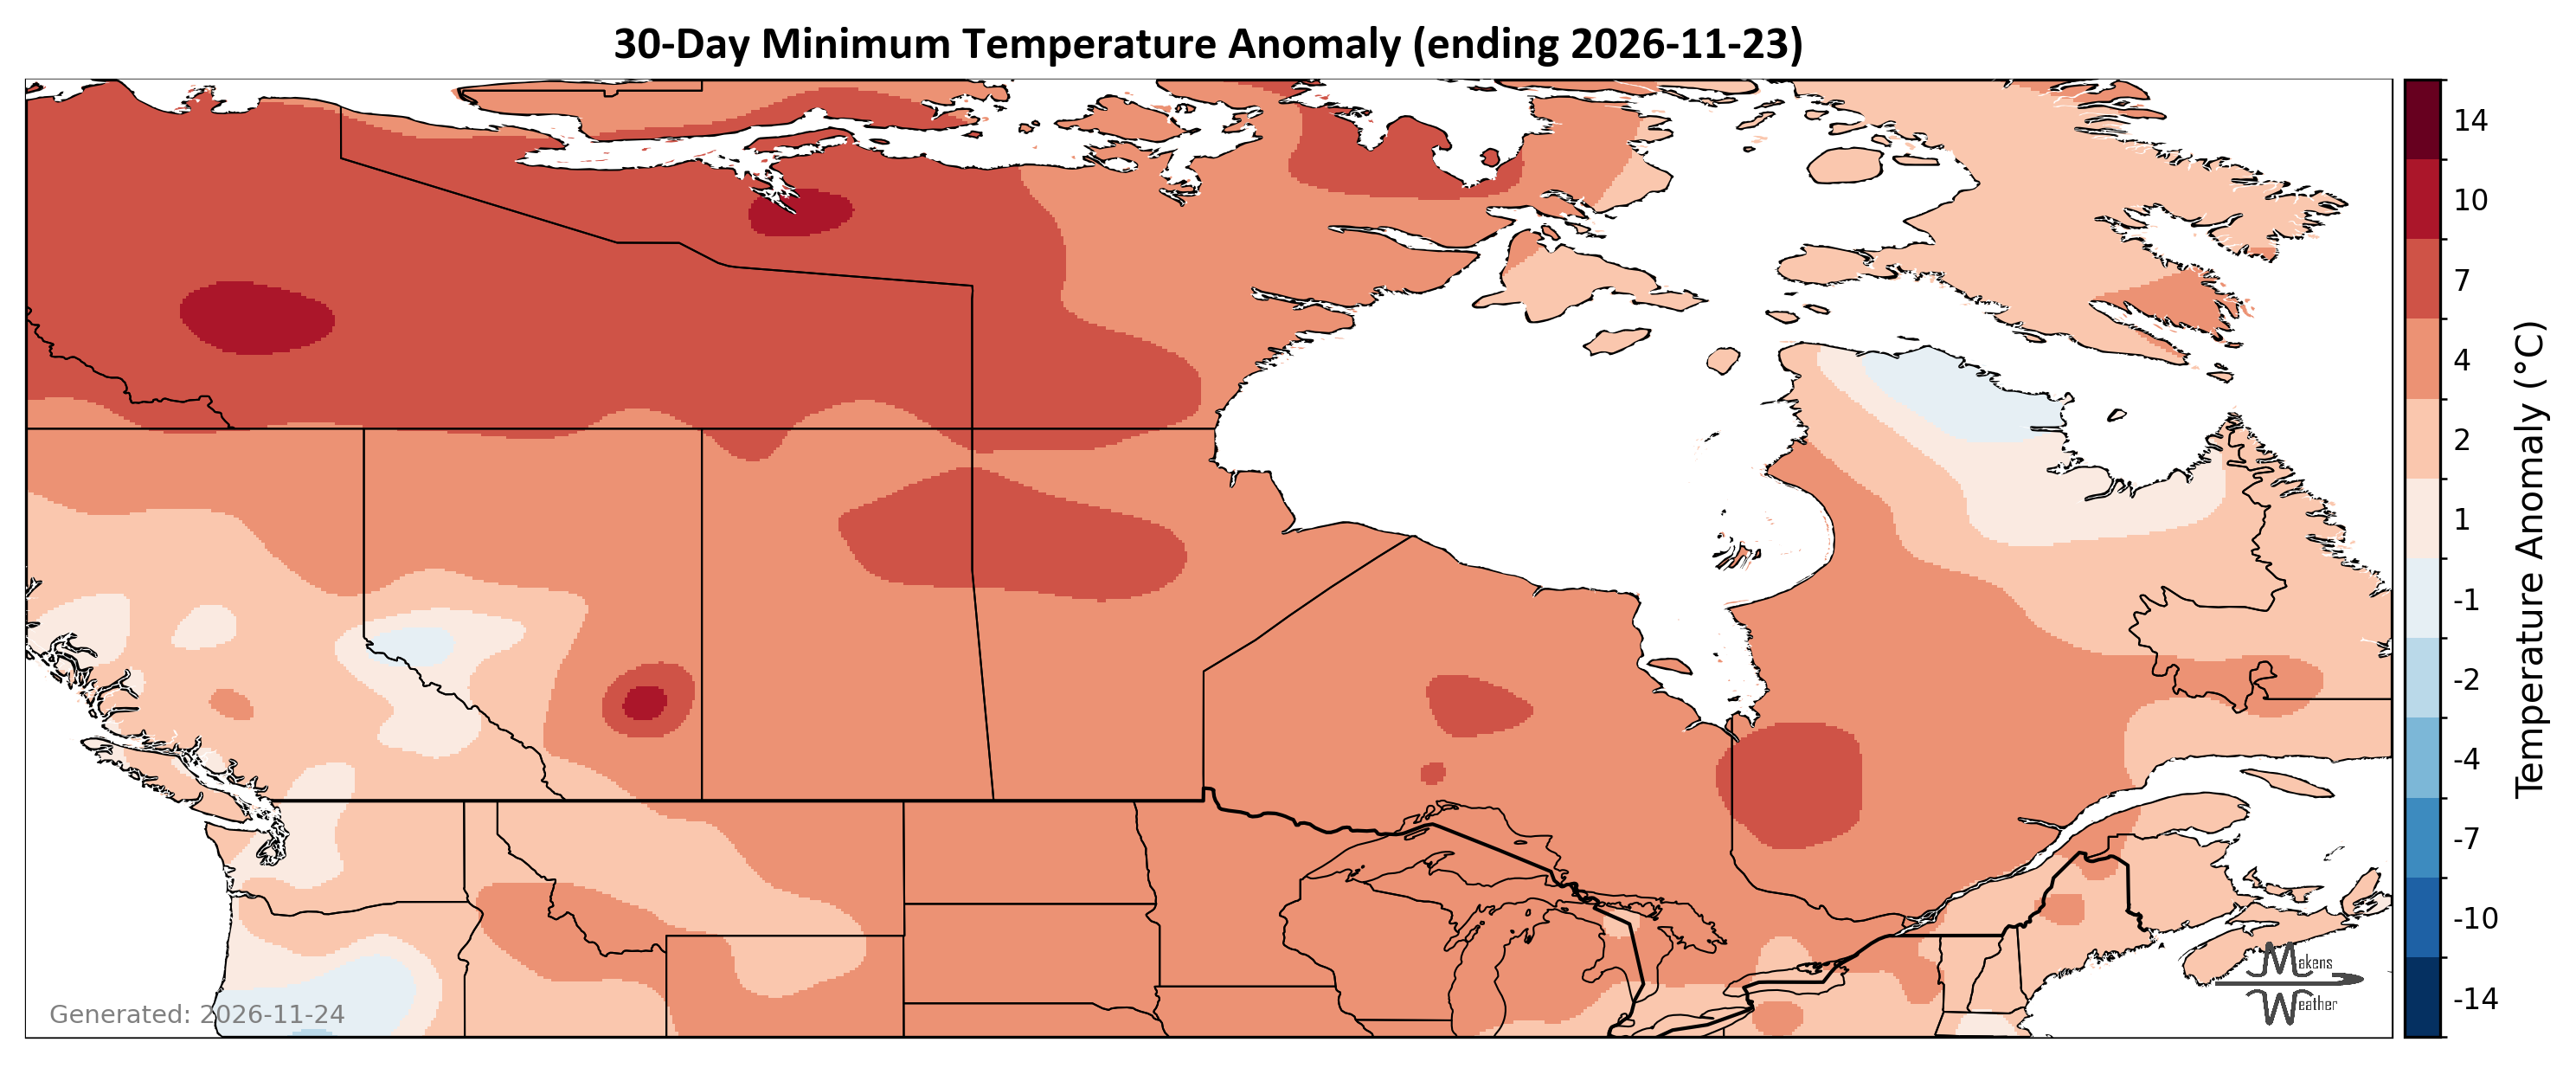 30-Day Minimum Temperature Anomaly (ending 2026-11-23)
14
10
7
4
2
1
-1
-2
-4
-7
-10
-14
Temperature Anomaly (°C)
Makens
Weather
Generated: 2026-11-24